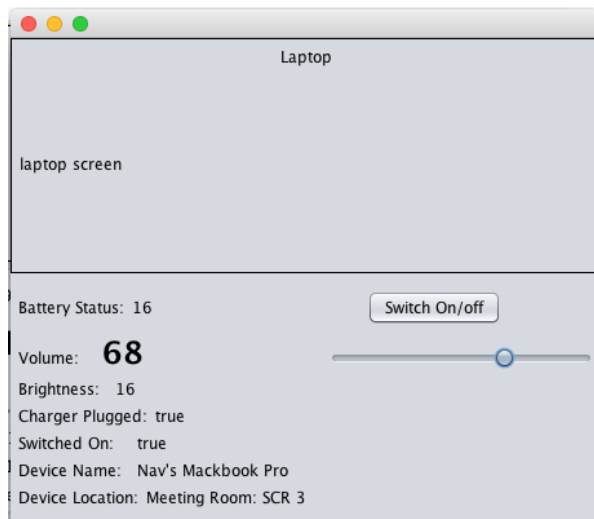 Laptop
laptop screen
Battery Status: 16 Switch On/off
Volume: 68
Brightness: 16
Charger Plugged: true
Switched On: true
Device Name: Nav's Mackbook Pro
Device Location: Meeting Room: SCR 3